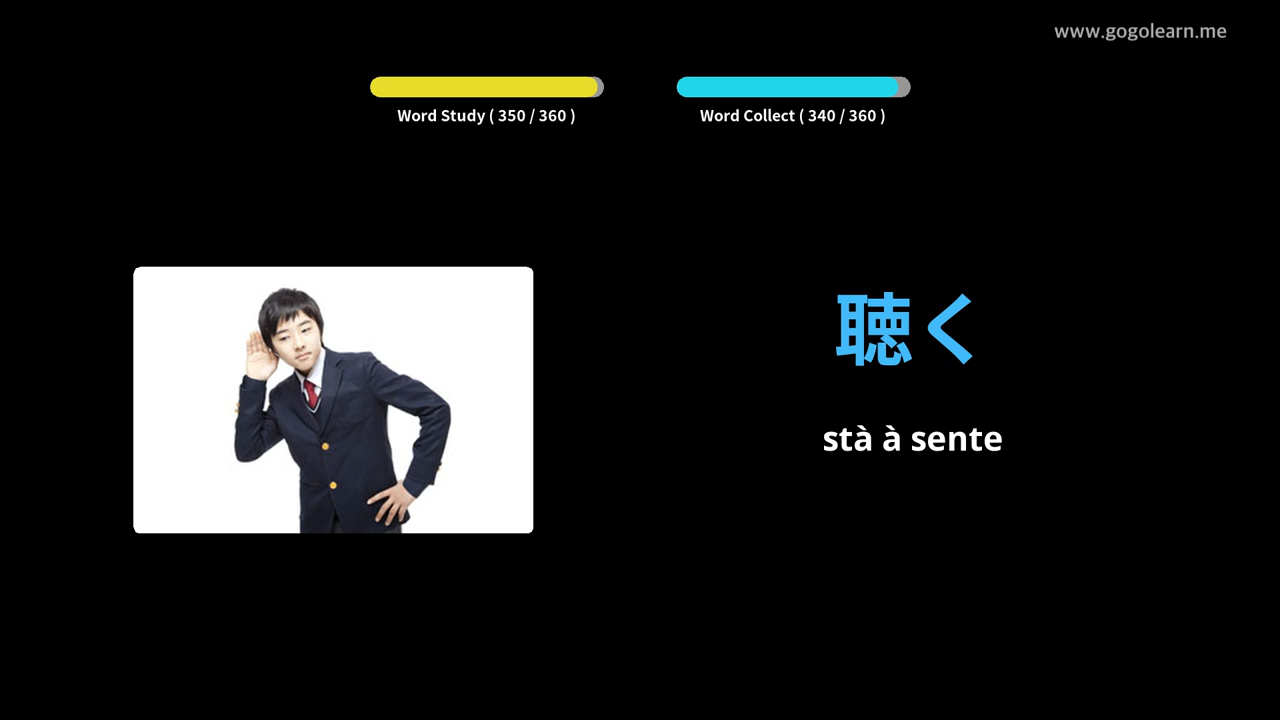 www.gogolearn.me
Word Study ( 350 / 360 )
Word Collect ( 340 / 360 )
聴く
stà à sente